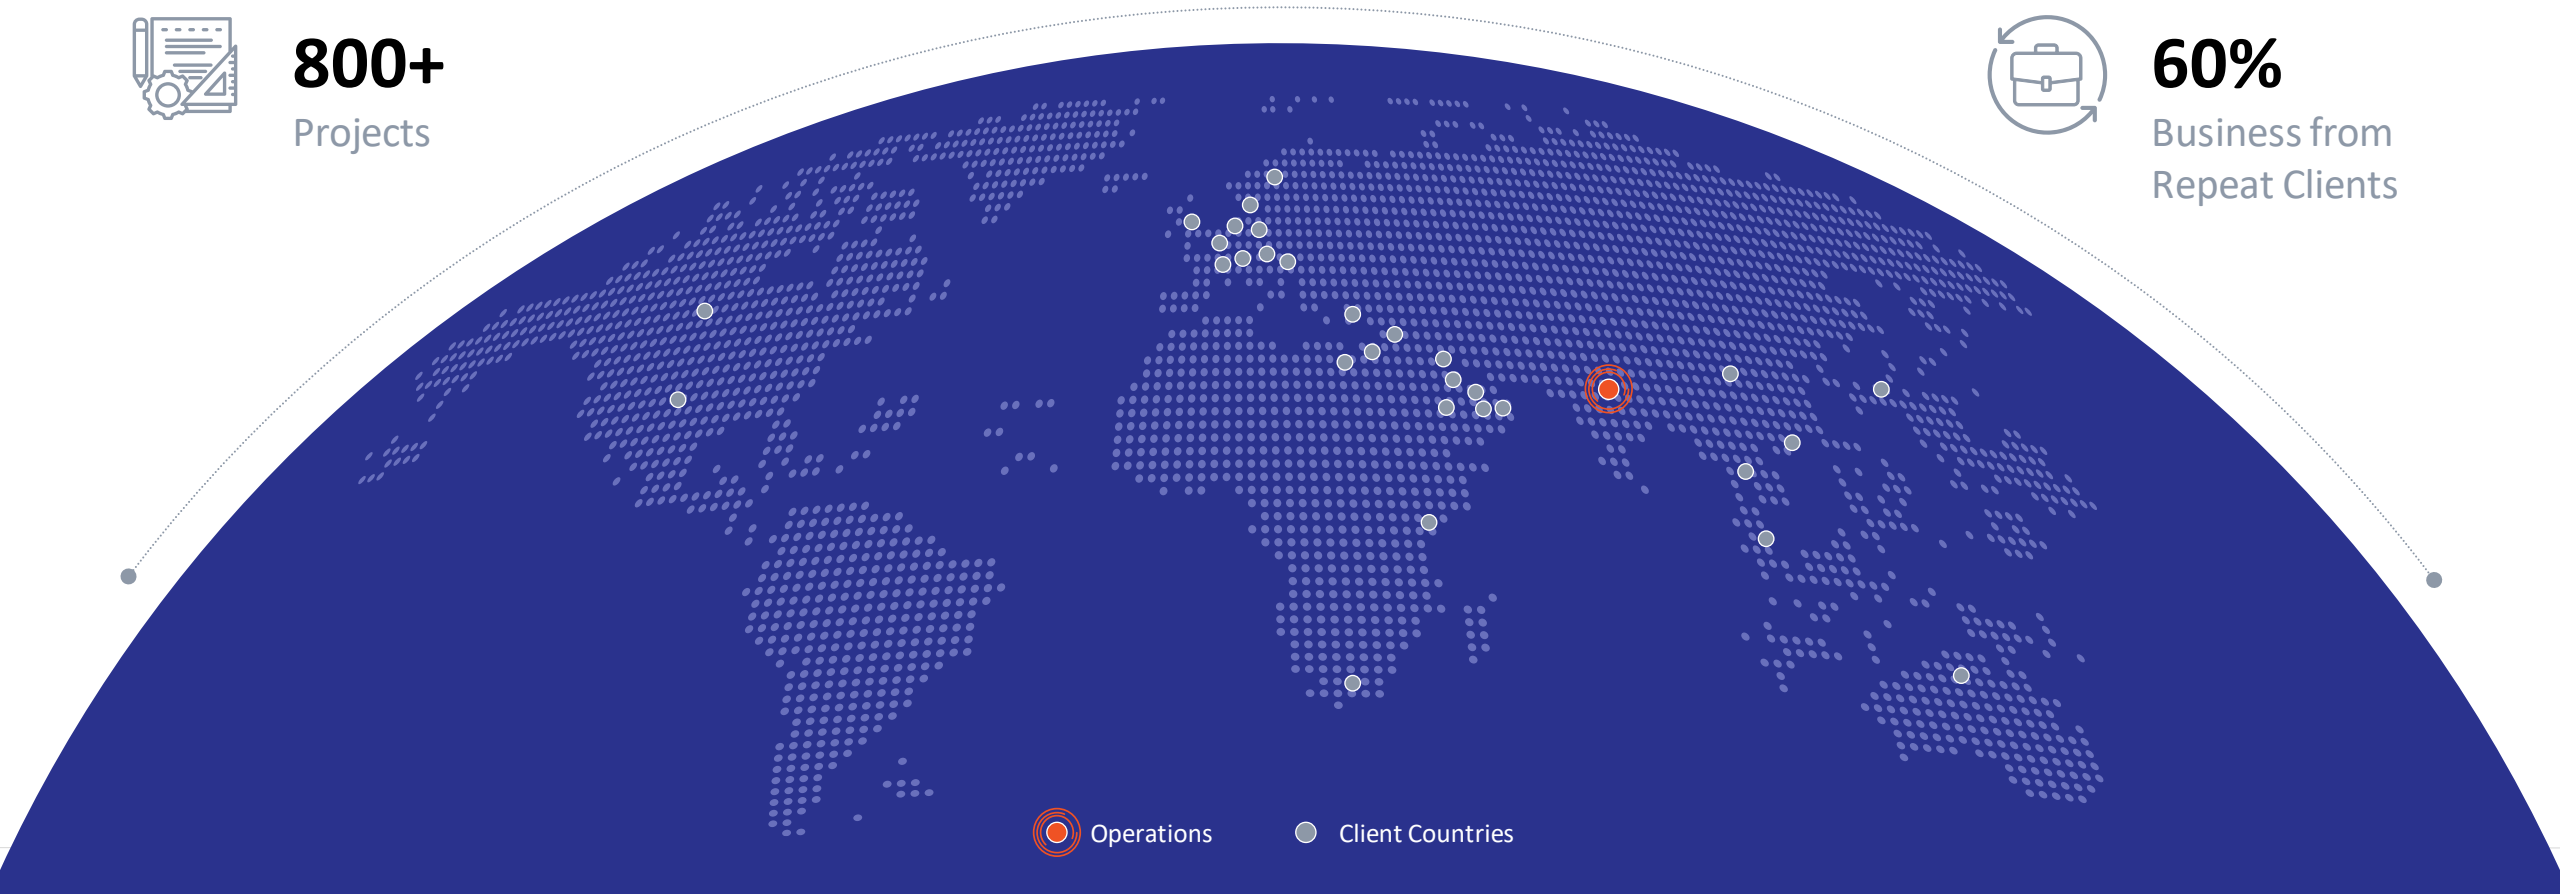 800+
Projects
60%
Business from
Repeat Clients
Operations
Client Countries